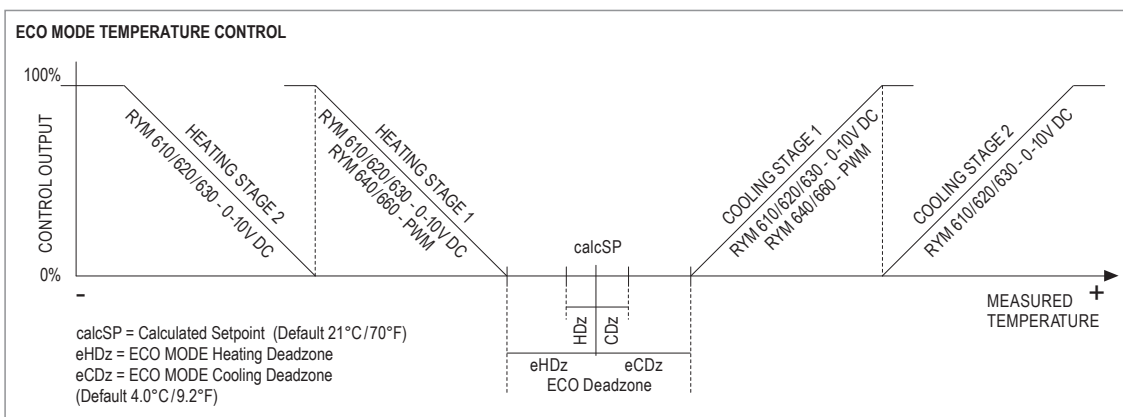 ECO MODE TEMPERATURE CONTROL
100%
CONTROL OUTPUT
0%
HEATING STAGE 2
RYM 610/620/630 - 0-10V DC
HEATING STAGE 1
RYM 610/620/630 - 0-10V DC
RYM 640/660 - PWM
COOLING STAGE 1
RYM 610/620/630 - 0-10V DC
RYM 640/660 - PWM
COOLING STAGE 2
RYM 610/620/630 - 0-10V DC
calcSP
-
+
MEASURED
TEMPERATURE
HDz
CDz
eHDz
eCDz
ECO Deadzone
calcSP = Calculated Setpoint (Default 21°C/70°F)
eHDz = ECO MODE Heating Deadzone
eCDz = ECO MODE Cooling Deadzone
(Default 4.0°C/9.2°F)